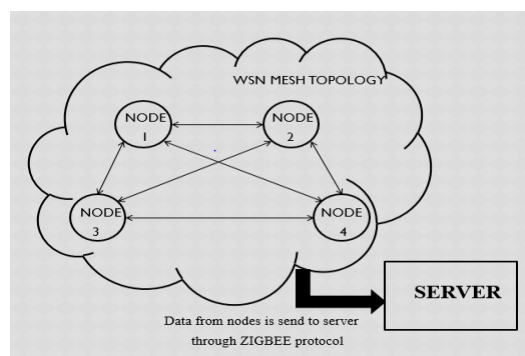 WSN MESH TOPOLOGY
NODE
1
NODE
2
NODE
3
NODE
4
SERVER
Data from nodes is send to server
through ZIGBEE protocol